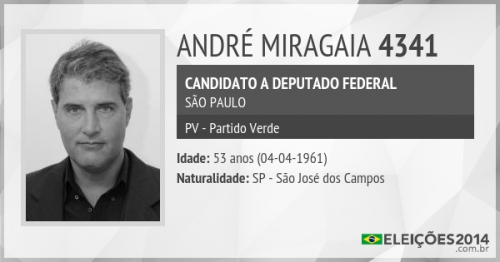 ANDRÉ MIRAGAIA 4341
CANDIDATO A DEPUTADO FEDERAL
SÃO PAULO
PV - Partido Verde
Idade: 53 anos (04-04-1961)
Naturalidade: SP - São José dos Campos
ELEIÇÕES2014
.com.br